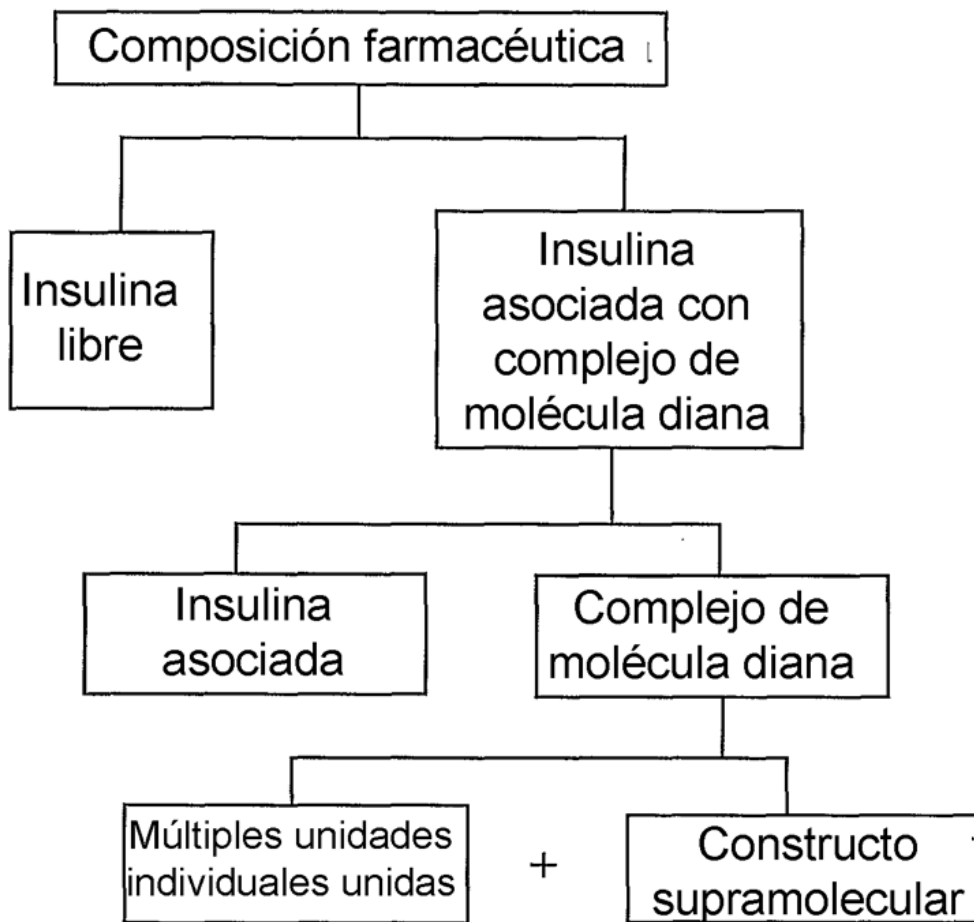 Composición farmacéutica
Insulina
libre
Insulina
asociada con
complejo de
molécula diana
Insulina
asociada
Complejo de
molécula diana
Múltiples unidades
individuales unidas
+
Constructo
supramolecular